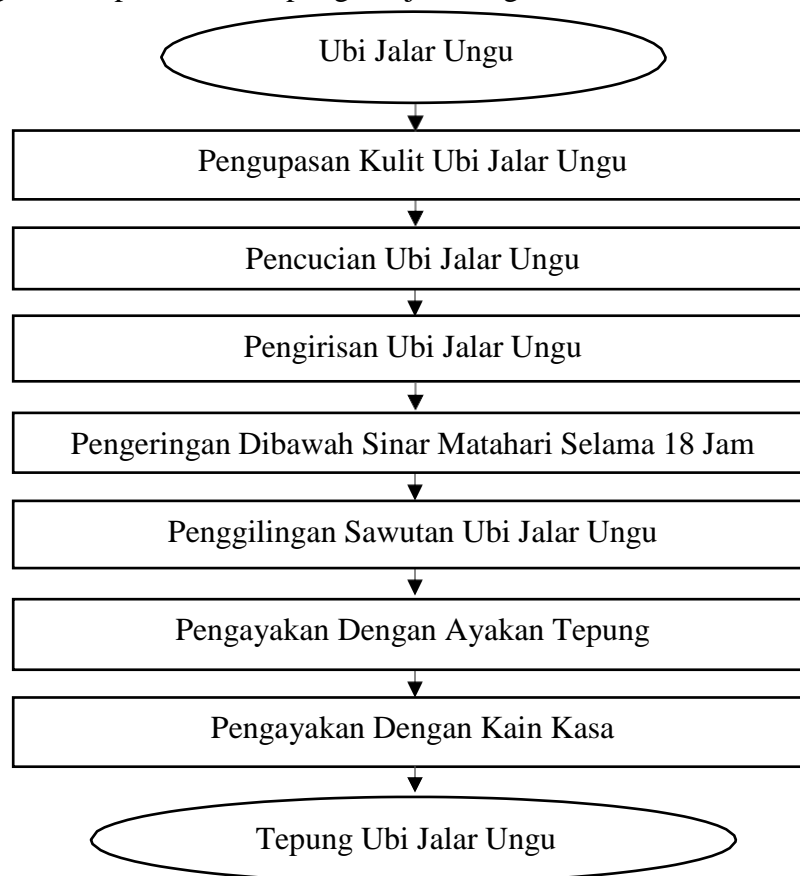 Ubi Jalar Ungu
Pengupasan Kulit Ubi Jalar Ungu
Pencucian Ubi Jalar Ungu
Pengirisan Ubi Jalar Ungu
Pengeringan Dibawah Sinar Matahari Selama 18 Jam
Penggilingan Sawutan Ubi Jalar Ungu
Pengayakan Dengan Ayakan Tepung
Pengayakan Dengan Kain Kasa
Tepung Ubi Jalar Ungu